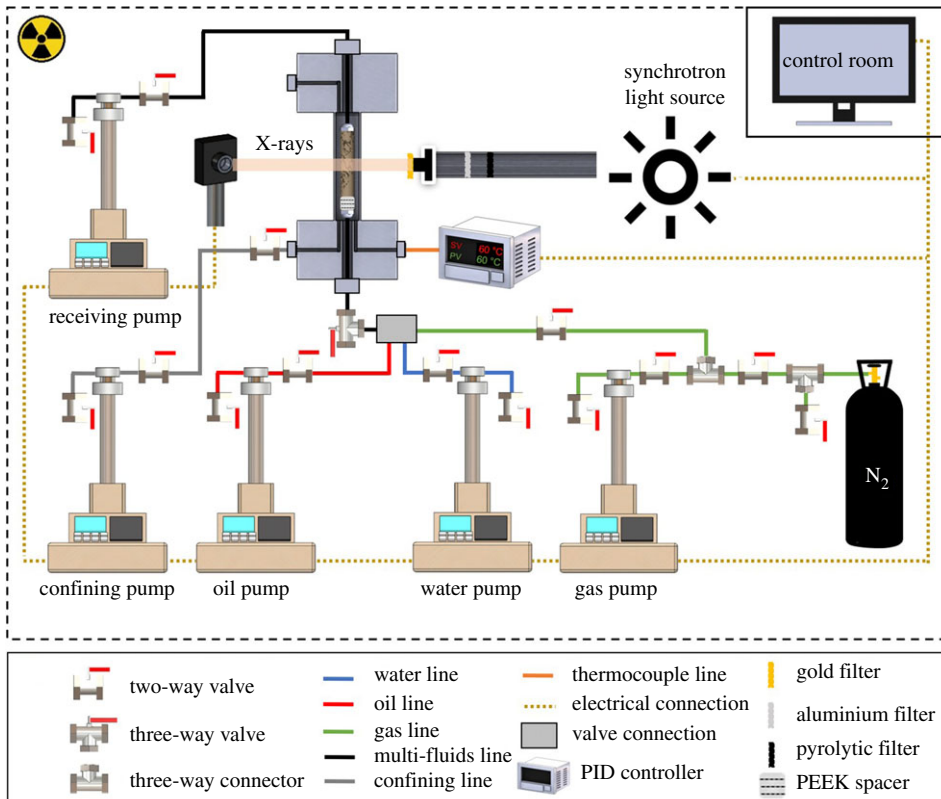 control room
synchrotron
light source
X-rays
SV 60 °C
PV 60 °C
receiving pump
N2
confining pump
oil pump
water pump
gas pump
two-way valve
three-way valve
three-way connector
water line
oil line
gas line
multi-fluids line
confining line
thermocouple line
electrical connection
valve connection
PID controller
gold filter
aluminium filter
pyrolytic filter
PEEK spacer